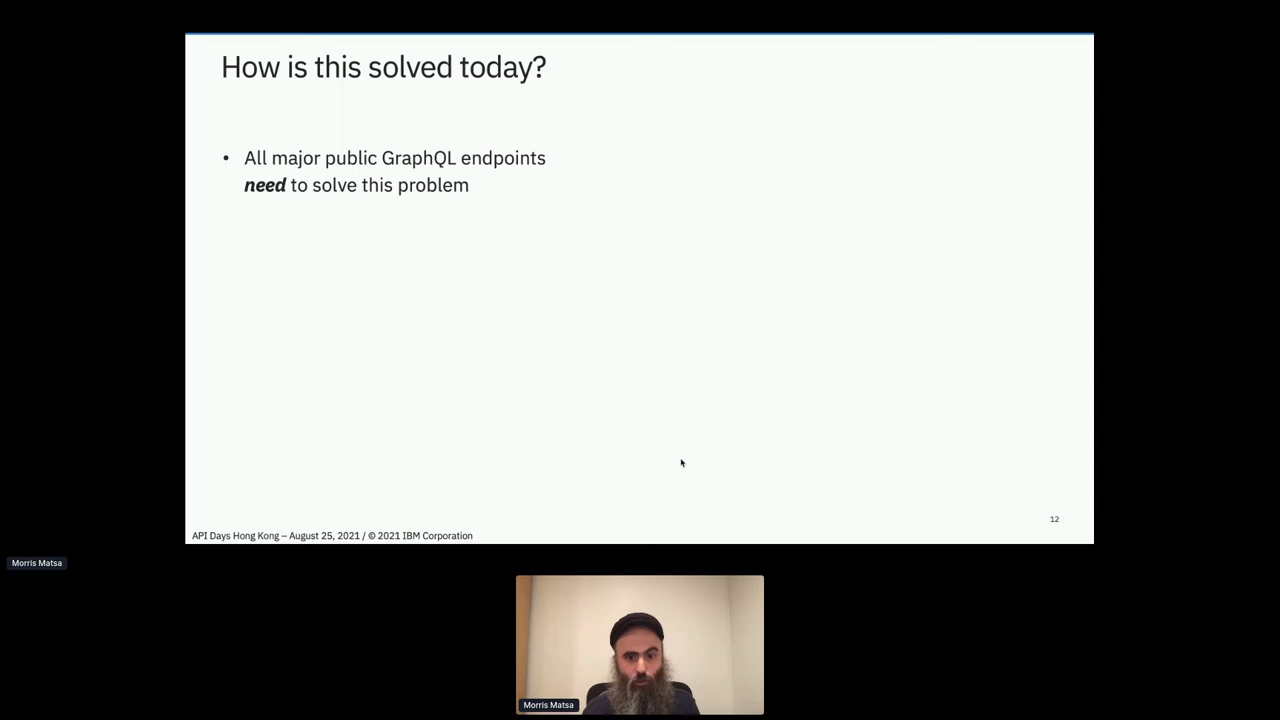 How is this solved today?
• All major public GraphQL endpoints
need to solve this problem
12
API Days Hong Kong – August 25, 2021 / © 2021 IBM Corporation
Morris Matsa
Morris Matsa